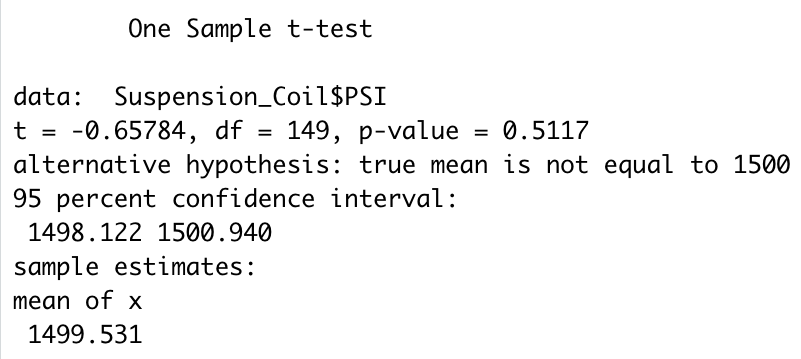 One Sample t-test
data:  Suspension_Coil$PSI
t = -0.65784, df = 149, p-value = 0.5117
alternative hypothesis: true mean is not equal to 1500
95 percent confidence interval:
1498.122 1500.940
sample estimates:
mean of x
1499.531